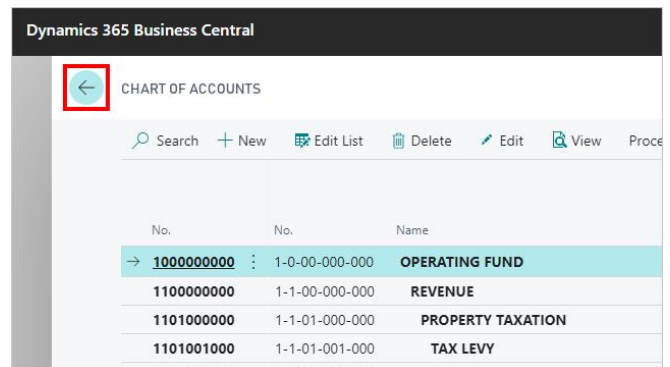 Dynamics 365 Business Central
CHART OF ACCOUNTS
Search New Edit List Delete Edit View
No. No. Name
1000000000 1-0-00-000-000 OPERATING FUND
1100000000 1-1-00-000-000 REVENUE
1101000000 1-1-01-000-000 PROPERTY TAXATION
1101001000 1-1-01-001-000 TAX LEVY